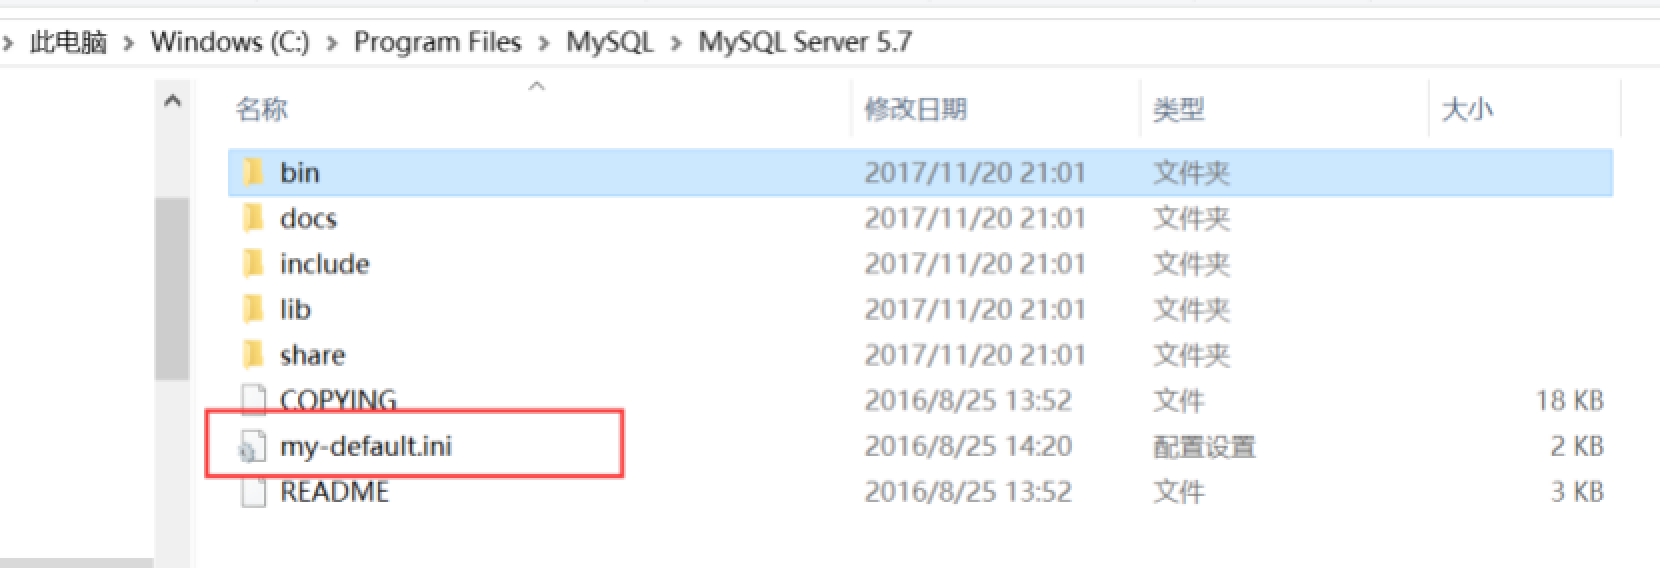 此电脑 > Windows (C:) > Program Files > MySQL > MySQL Server 5.7
名称 修改日期 类型 大小
bin 2017/11/20 21:01 文件夹
docs 2017/11/20 21:01 文件夹
include 2017/11/20 21:01 文件夹
lib 2017/11/20 21:01 文件夹
share 2017/11/20 21:01 文件夹
COPYING 2016/8/25 13:52 文件 18 KB
my-default.ini 2016/8/25 14:20 配置设置 2 KB
README 2016/8/25 13:52 文件 3 KB